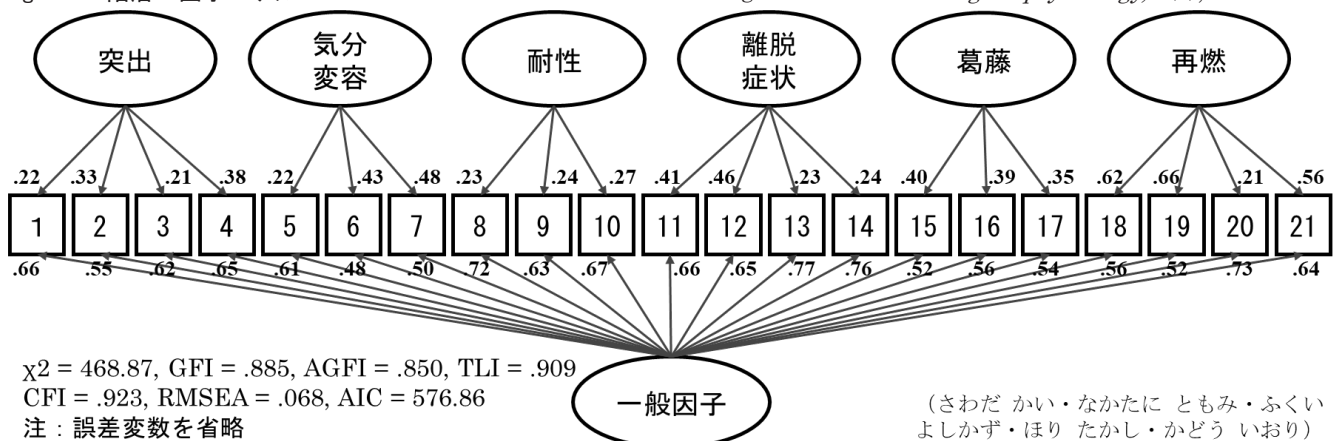 突出
気分
変容
耐性
離脱
症状
葛藤
再燃
.22 .33 .21 .38 .22 .43 .48 .23 .24 .27 .41 .46 .23 .24 .40 .39 .35 .62 .66 .21 .56
1 2 3 4 5 6 7 8 9 10 11 12 13 14 15 16 17 18 19 20 21
.66 .55 .62 .65 .61 .48 .50 .72 .63 .67 .66 .65 .77 .76 .52 .56 .54 .56 .52 .73 .64
χ2 = 468.87, GFI = .885, AGFI = .850, TLI = .909
CFI = .923, RMSEA = .068, AIC = 576.86
注：誤差変数を省略
一般因子
（さわだ かい・なかたに ともみ・ふくい
よしかず・ほり たかし・かどう いおり）